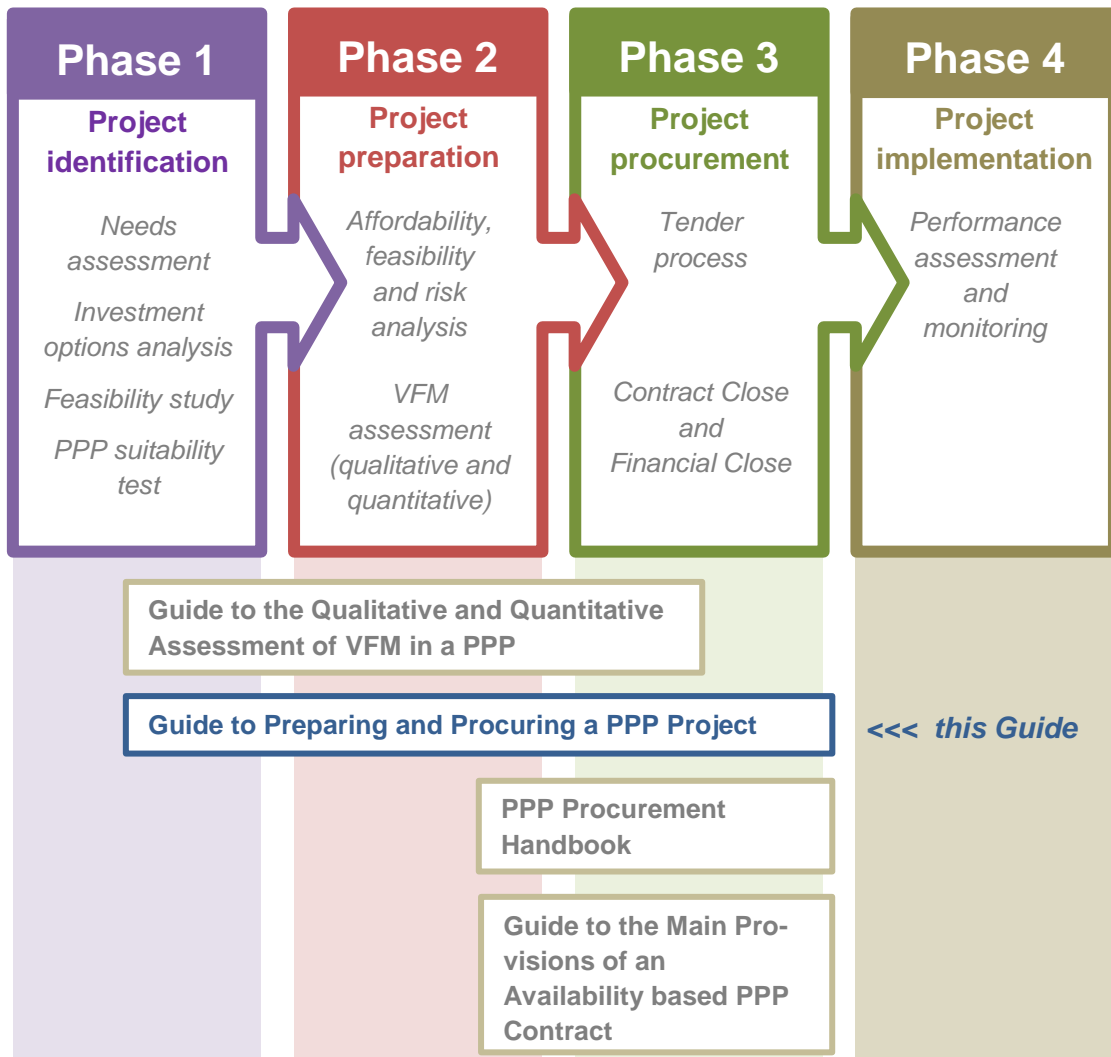 Phase 1
Project
identification
Needs
assessment
Investment
options analysis
Feasibility study
PPP suitability
test
Phase 2
Project
preparation
Affordability,
feasibility
and risk
analysis
VFM
assessment
(qualitative and
quantitative)
Phase 3
Project
procurement
Tender
process
Contract Close
and
Financial Close
Phase 4
Project
implementation
Performance
assessment
and
monitoring
Guide to the Qualitative and Quantitative
Assessment of VFM in a PPP
Guide to Preparing and Procuring a PPP Project
<<< this Guide
PPP Procurement
Handbook
Guide to the Main Pro-
visions of an
Availability based PPP
Contract